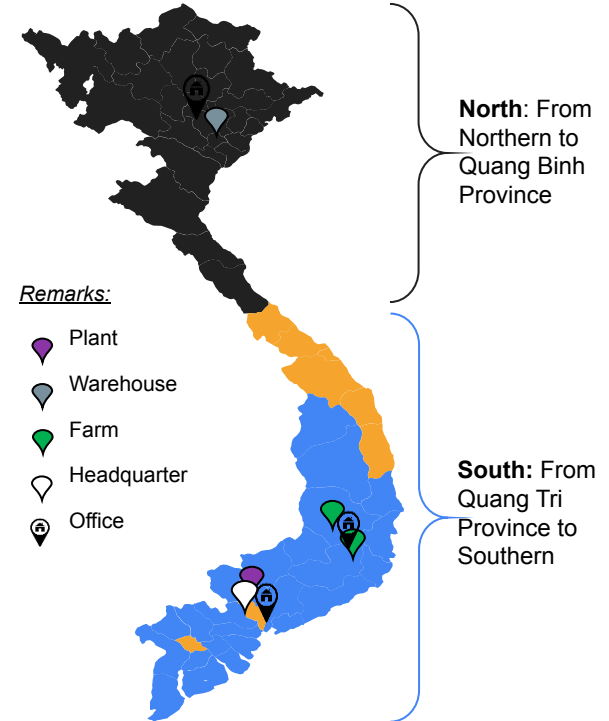 North: From
Northern to
Quang Binh
Province
Remarks:
Plant
Warehouse
Farm
Headquarter
Office
South: From
Quang Tri
Province to
Southern